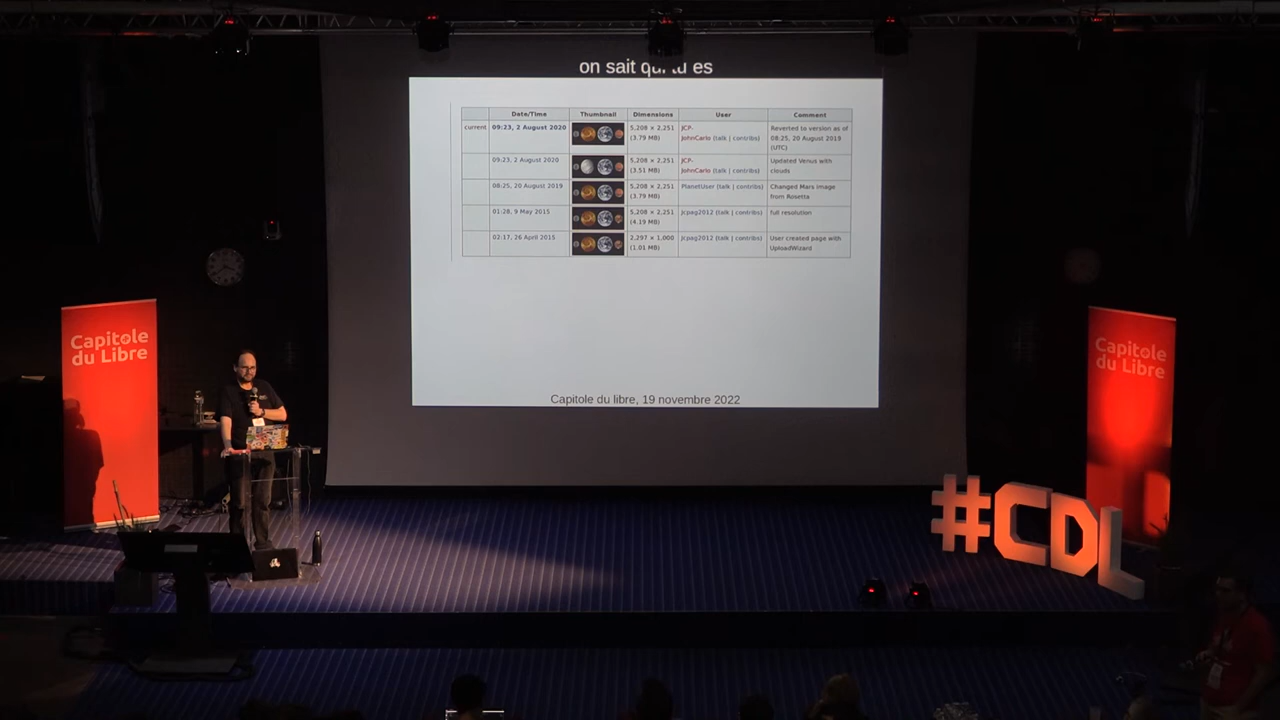 on sait qui tu es
Date/Time Thumbnail Dimensions User Comment
current 09:23, 2 August 2020 5,208 × 2,251 (3.79 MB) JCP-JohnCarlo (talk | contribs) Reverted to version as of 08:25, 20 August 2019 (UTC)
09:23, 2 August 2020 5,208 × 2,251 (3.51 MB) JCP-JohnCarlo (talk | contribs) Updated Venus with clouds
08:25, 20 August 2019 5,208 × 2,251 (3.79 MB) PlanetUser (talk | contribs) Changed Mars image from Rosetta
01:28, 9 May 2015 5,208 × 2,251 (4.19 MB) Jcpag2012 (talk | contribs) full resolution
02:17, 26 April 2015 2,297 × 1,000 (1.01 MB) Jcpag2012 (talk | contribs) User created page with UploadWizard
Capitole du libre, 19 novembre 2022
Capitole
du Libre
Capitole
du Libre
#CDL